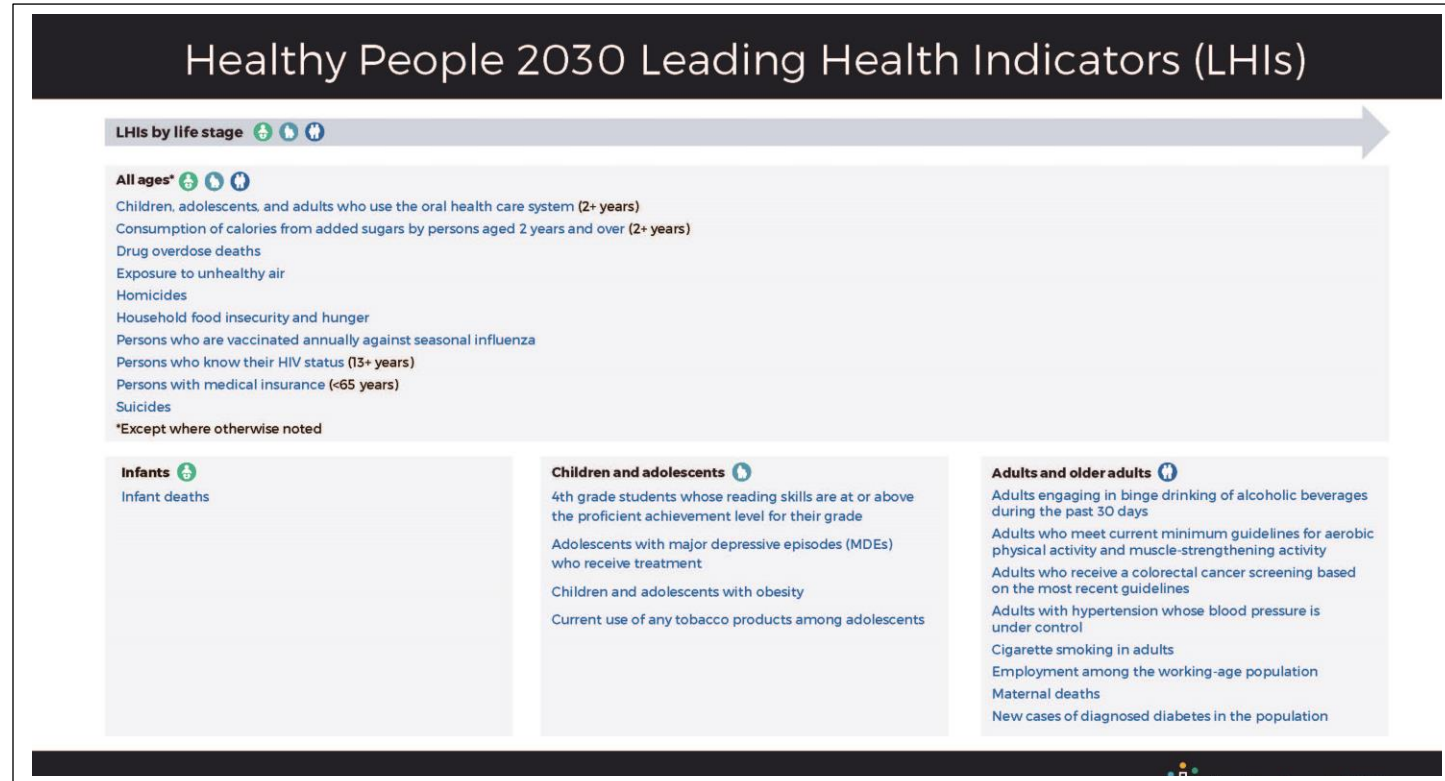 Healthy People 2030 Leading Health Indicators (LHIs)
LHIs by life stage
All ages*
Children, adolescents, and adults who use the oral health care system (2+ years)
Consumption of calories from added sugars by persons aged 2 years and over (2+ years)
Drug overdose deaths
Exposure to unhealthy air
Homicides
Household food insecurity and hunger
Persons who are vaccinated annually against seasonal influenza
Persons who know their HIV status (13+ years)
Persons with medical insurance (<65 years)
Suicides
*Except where otherwise noted
Infants
Infant deaths
Children and adolescents
4th grade students whose reading skills are at or above
the proficient achievement level for their grade
Adolescents with major depressive episodes (MDEs)
who receive treatment
Children and adolescents with obesity
Current use of any tobacco products among adolescents
Adults and older adults
Adults engaging in binge drinking of alcoholic beverages
during the past 30 days
Adults who meet current minimum guidelines for aerobic
physical activity and muscle-strengthening activity
Adults who receive a colorectal cancer screening based
on the most recent guidelines
Adults with hypertension whose blood pressure is
under control
Cigarette smoking in adults
Employment among the working-age population
Maternal deaths
New cases of diagnosed diabetes in the population